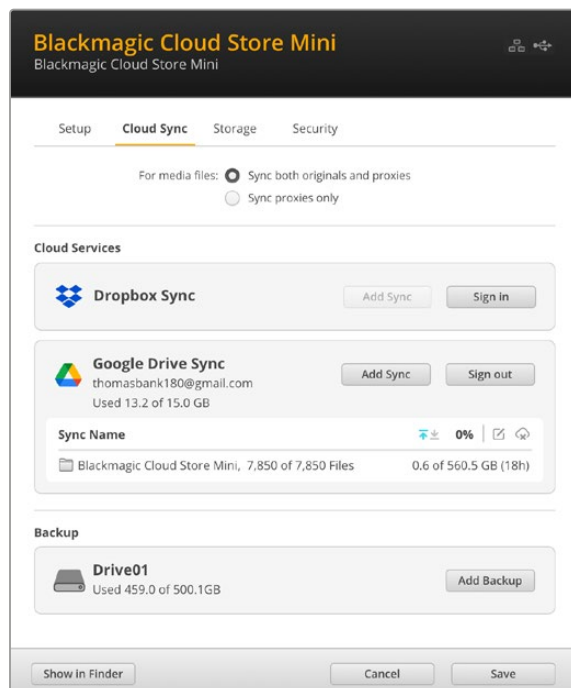 Blackmagic Cloud Store Mini
Blackmagic Cloud Store Mini
Setup Cloud Sync Storage Security
For media files: Sync both originals and proxies
Sync proxies only
Cloud Services
Dropbox Sync Add Sync Sign in
Google Drive Sync
thomasbank180@gmail.com
Add Sync Sign out
Used 13.2 of 15.0 GB
Sync Name 0%
Blackmagic Cloud Store Mini, 7,850 of 7,850 Files 0.6 of 560.5 GB (18h)
Backup
Drive01
Used 459.0 of 500.1GB
Add Backup
Show in Finder Cancel Save